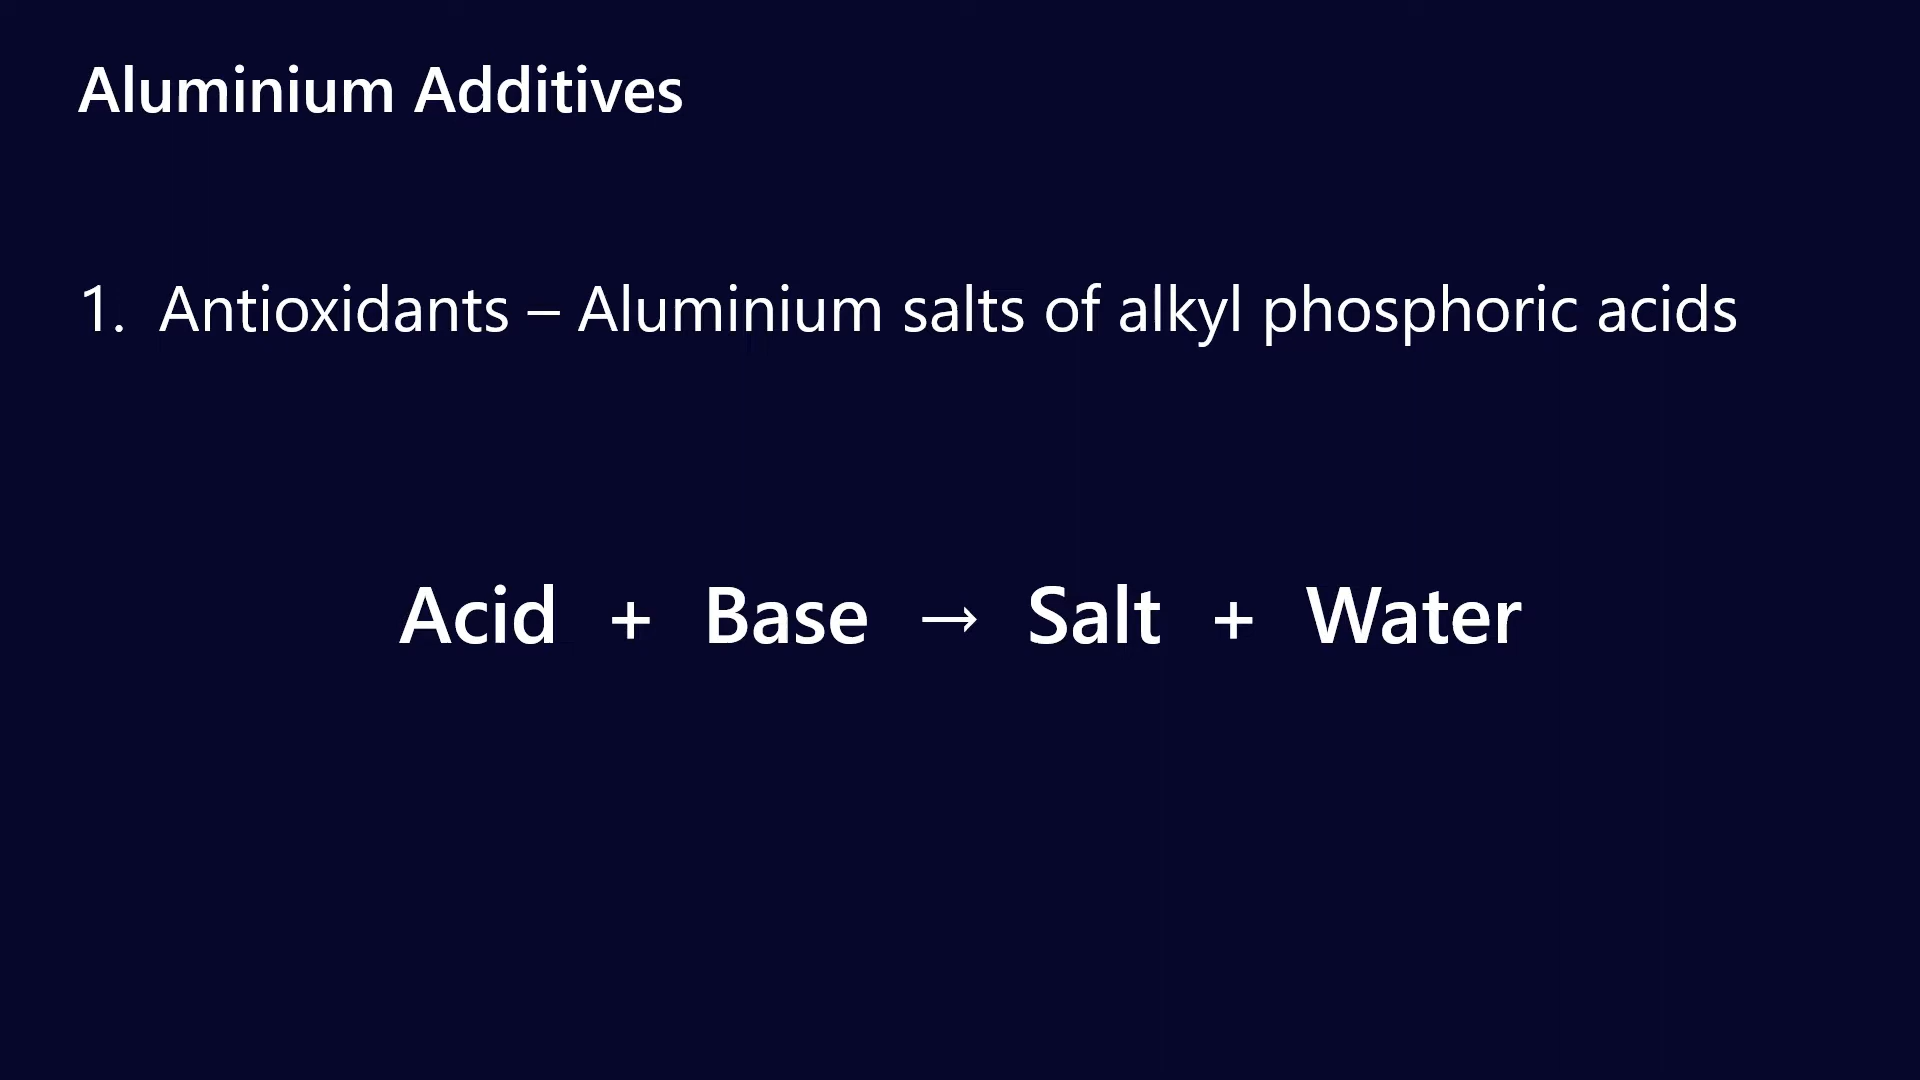 Aluminium Additives
1. Antioxidants – Aluminium salts of alkyl phosphoric acids
Acid + Base → Salt + Water